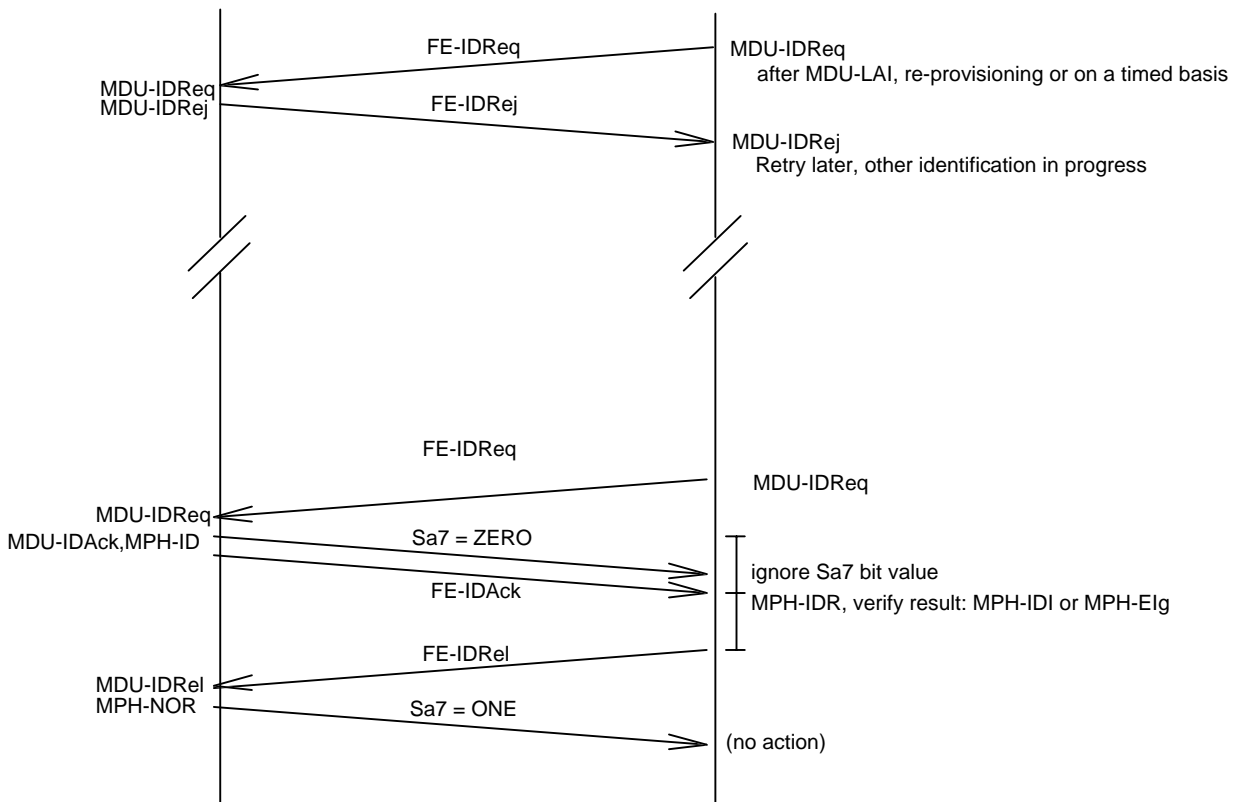 FE-IDReq
MDU-IDReq
after MDU-LAI, re-provisioning or on a timed basis
MDU-IDReq
MDU-IDRej
FE-IDRej
MDU-IDRej
Retry later, other identification in progress
FE-IDReq
MDU-IDReq
MDU-IDReq
MDU-IDAck,MPH-ID
Sa7 = ZERO
ignore Sa7 bit value
FE-IDAck
MPH-IDR, verify result: MPH-IDI or MPH-EIg
FE-IDRel
MDU-IDRel
MPH-NOR
Sa7 = ONE
(no action)